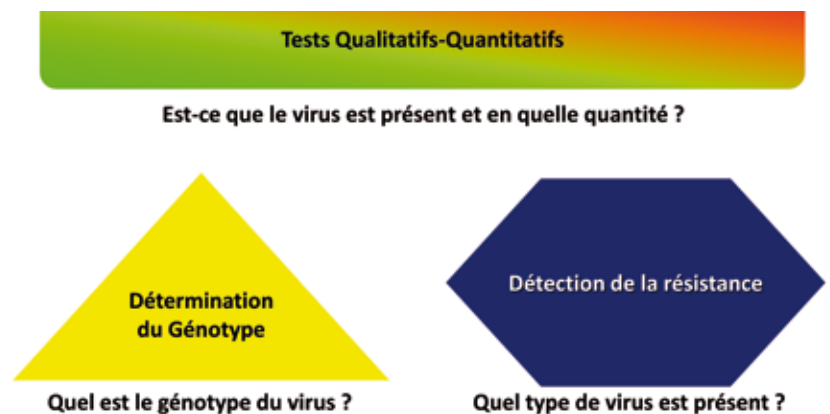 Tests Qualitatifs-Quantitatifs
Est-ce que le virus est présent et en quelle quantité ?
Détermination
du Génotype
Détection de la résistance
Quel est le génotype du virus ?
Quel type de virus est présent ?